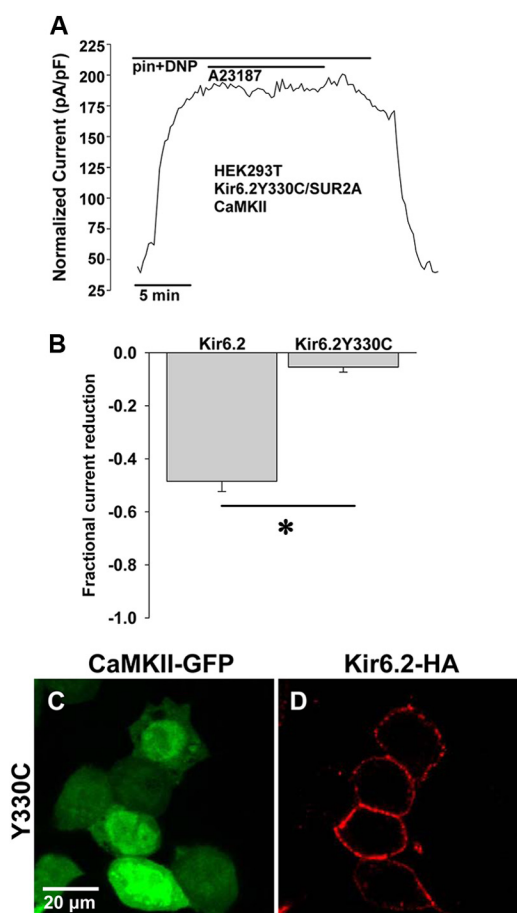 A
Normalized Current (pA/pF)
225
200
175
150
125
100
75
50
25
pin+DNP
A23187
HEK293T
Kir6.2Y330C/SUR2A
CaMKII
5 min
B
Fractional current reduction
0.0
-0.2
-0.4
-0.6
-0.8
-1.0
Kir6.2
Kir6.2Y330C
*
CaMKII-GFP
Kir6.2-HA
C
D
Y330C
20 µm